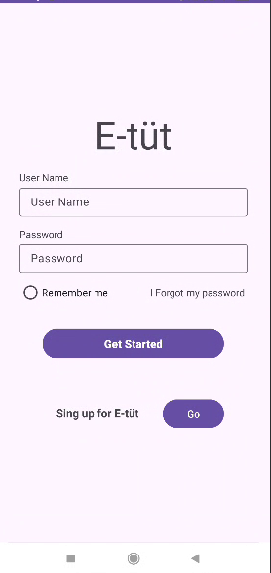 E-tüt
User Name
User Name
Password
Password
Remember me    I Forgot my password
Get Started
Sing up for E-tüt    Go